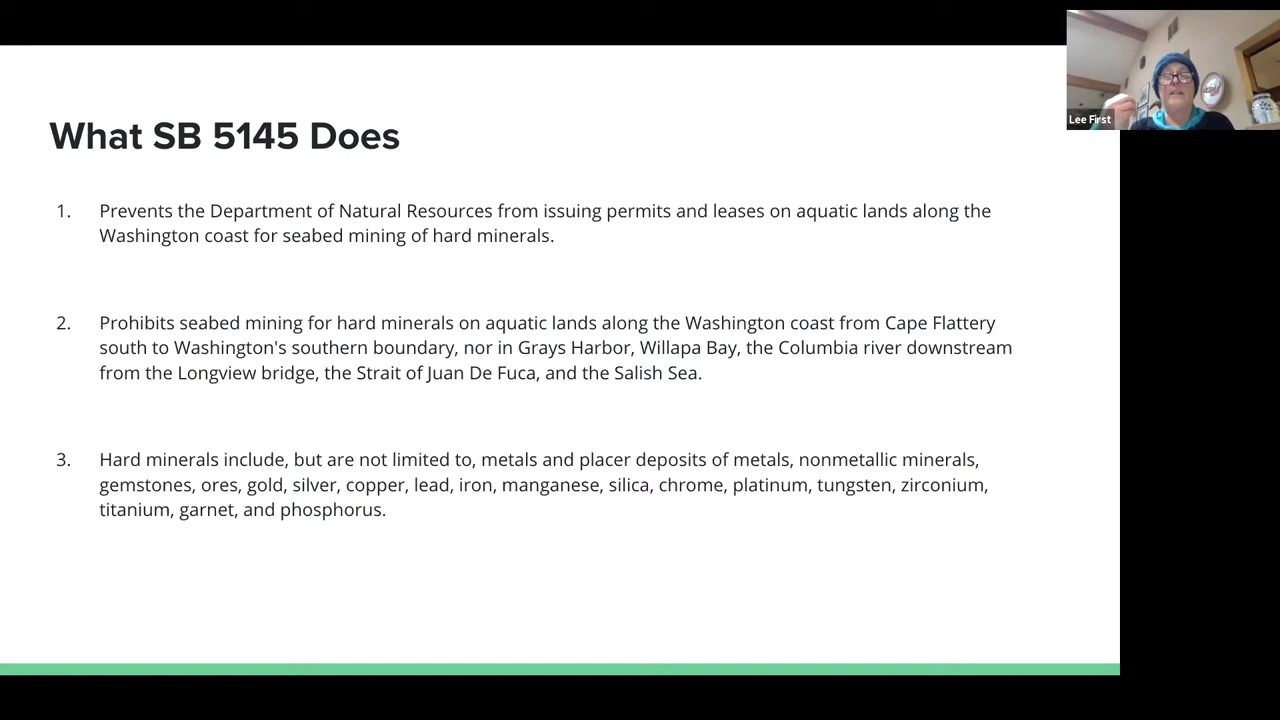 What SB 5145 Does
Lee First
1. Prevents the Department of Natural Resources from issuing permits and leases on aquatic lands along the
Washington coast for seabed mining of hard minerals.
2. Prohibits seabed mining for hard minerals on aquatic lands along the Washington coast from Cape Flattery
south to Washington's southern boundary, nor in Grays Harbor, Willapa Bay, the Columbia river downstream
from the Longview bridge, the Strait of Juan De Fuca, and the Salish Sea.
3. Hard minerals include, but are not limited to, metals and placer deposits of metals, nonmetallic minerals,
gemstones, ores, gold, silver, copper, lead, iron, manganese, silica, chrome, platinum, tungsten, zirconium,
titanium, garnet, and phosphorus.